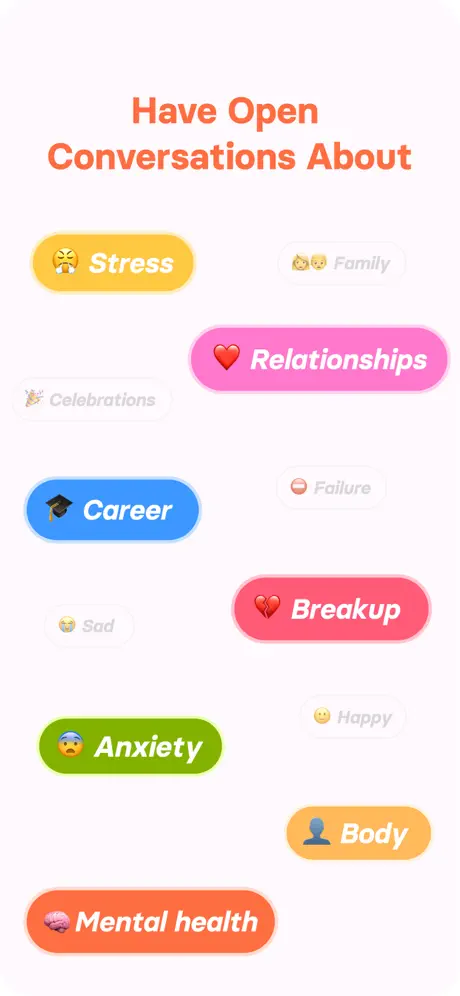 Have Open
Conversations About
Stress
Family
Relationships
Celebrations
Career
Failure
Breakup
Sad
Happy
Anxiety
Body
Mental health